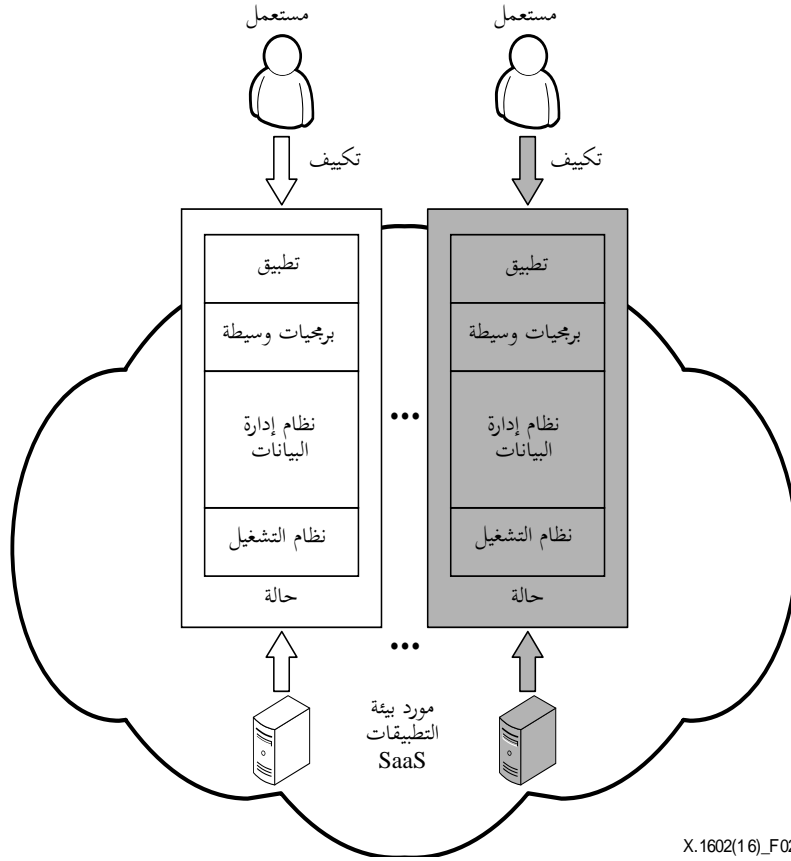 مستعمل
مستعمل
تكييف
تكييف
تطبيق
تطبيق
برمجيات وسيطة
برمجيات وسيطة
نظام إدارة
البيانات
...
نظام إدارة
البيانات
نظام التشغيل
نظام التشغيل
حالة
حالة
...
مورد بيئة
التطبيقات
SaaS
X.1602(16)_F02